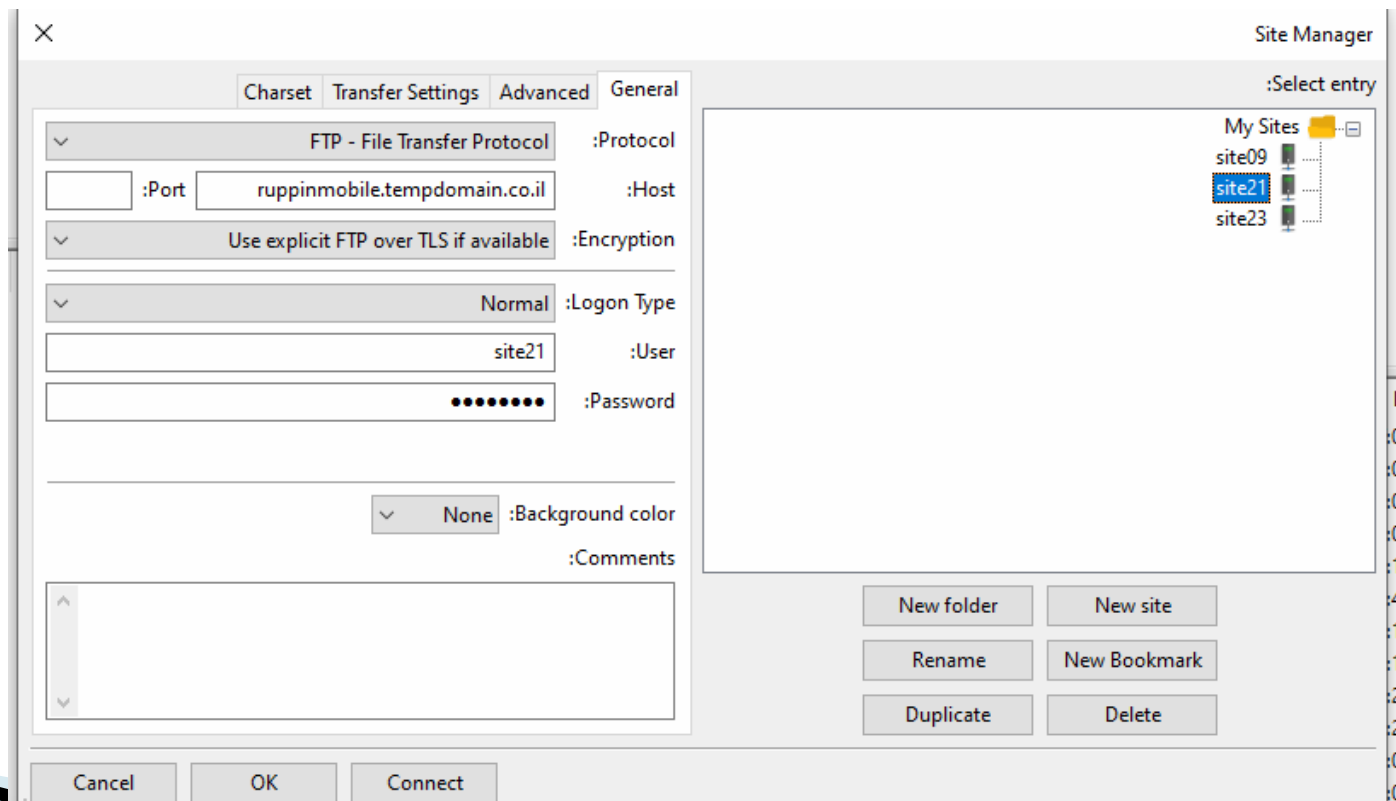 Site Manager
Select entry:
My Sites
site09
site21
site23
New site
New folder
New Bookmark
Rename
Delete
Duplicate
General
Advanced
Transfer Settings
Charset
:Protocol FTP - File Transfer Protocol
:Host ruppinmobile.tempdomain.co.il :Port
:Encryption Use explicit FTP over TLS if available
:Logon Type Normal
:User site21
:Password ••••••••
:Background color None
:Comments
Connect
OK
Cancel